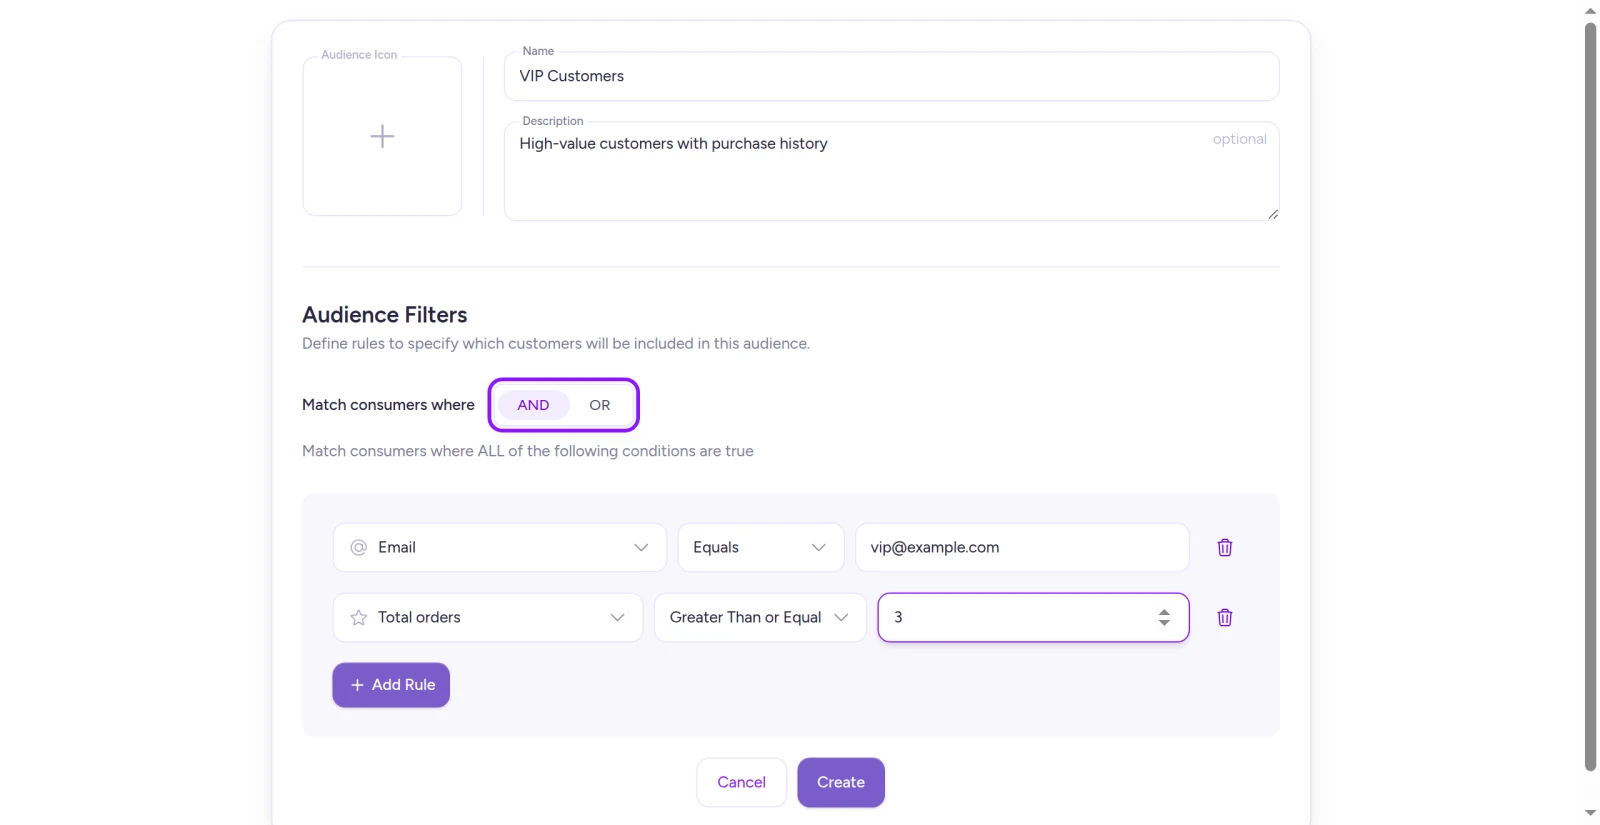 Audience Icon
Name
VIP Customers
Description
High-value customers with purchase history
optional
Audience Filters
Define rules to specify which customers will be included in this audience.
Match consumers where AND OR
Match consumers where ALL of the following conditions are true
Email Equals vip@example.com
Total orders Greater Than or Equal 3
Add Rule
Cancel Create